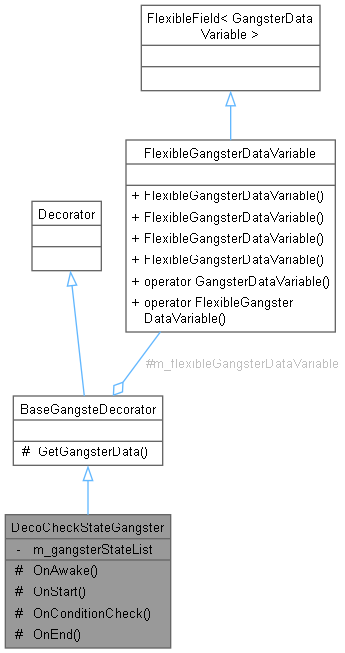 FlexibleField< GangsterData
Variable >
FlexibleGangsterDataVariable
+ FlexibleGangsterDataVariable()
+ FlexibleGangsterDataVariable()
+ FlexibleGangsterDataVariable()
+ FlexibleGangsterDataVariable()
+ operator GangsterDataVariable()
+ operator FlexibleGangster
DataVariable()
Decorator
#m_flexibleGangsterDataVariable
BaseGangsteDecorator
# GetGangsterData()
DecoCheckStateGangster
- m_gangsterStateList
# OnAwake()
# OnStart()
# OnConditionCheck()
# OnEnd()